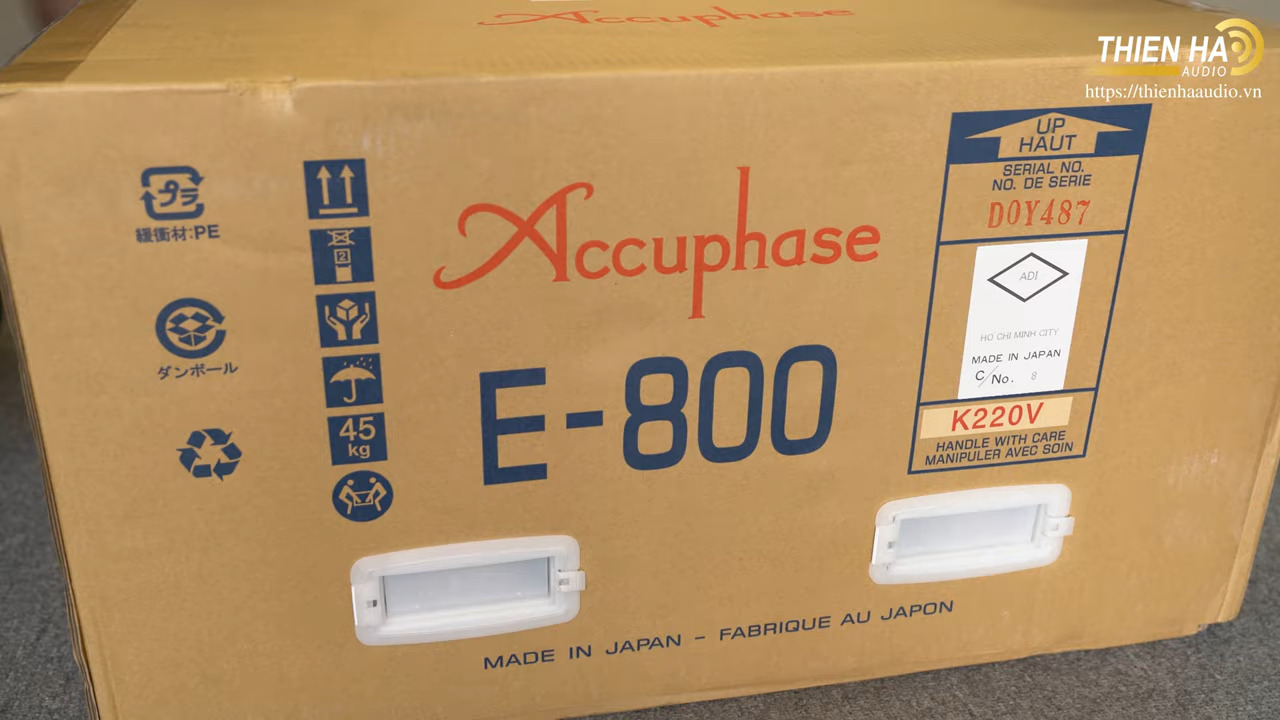 Accuphase
THIEN HA
AUDIO
https://thienhaaudio.vn
プラ
緩衝材:PE
ダンボール
2
45
kg
Accuphase
E-800
UP
HAUT
SERIAL NO.
NO. DE SERIE
D0Y487
ADI
HO CHI MINH CITY
MADE IN JAPAN
C/No. 8
K220V
HANDLE WITH CARE
MANIPULER AVEC SOIN
MADE IN JAPAN - FABRIQUE AU JAPON